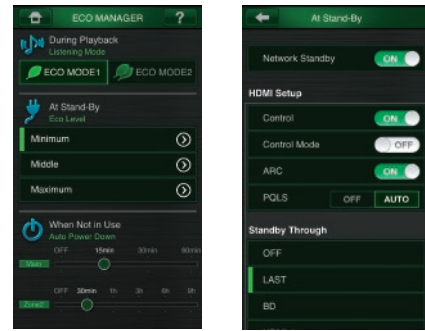 ECO MANAGER ?
During Playback
Listening Mode
ECO MODE1 ECO MODE2
At Stand-By
Eco Level
Minimum
Middle
Maximum
When Not in Use
Auto Power Down
OFF 15min 30min 60min
Main
OFF 30min 1h 3h 6h 9h
Zone2
At Stand-By
Network Standby ON
HDMI Setup
Control ON
Control Mode OFF
ARC ON
PQLS OFF AUTO
Standby Through
OFF
LAST
BD